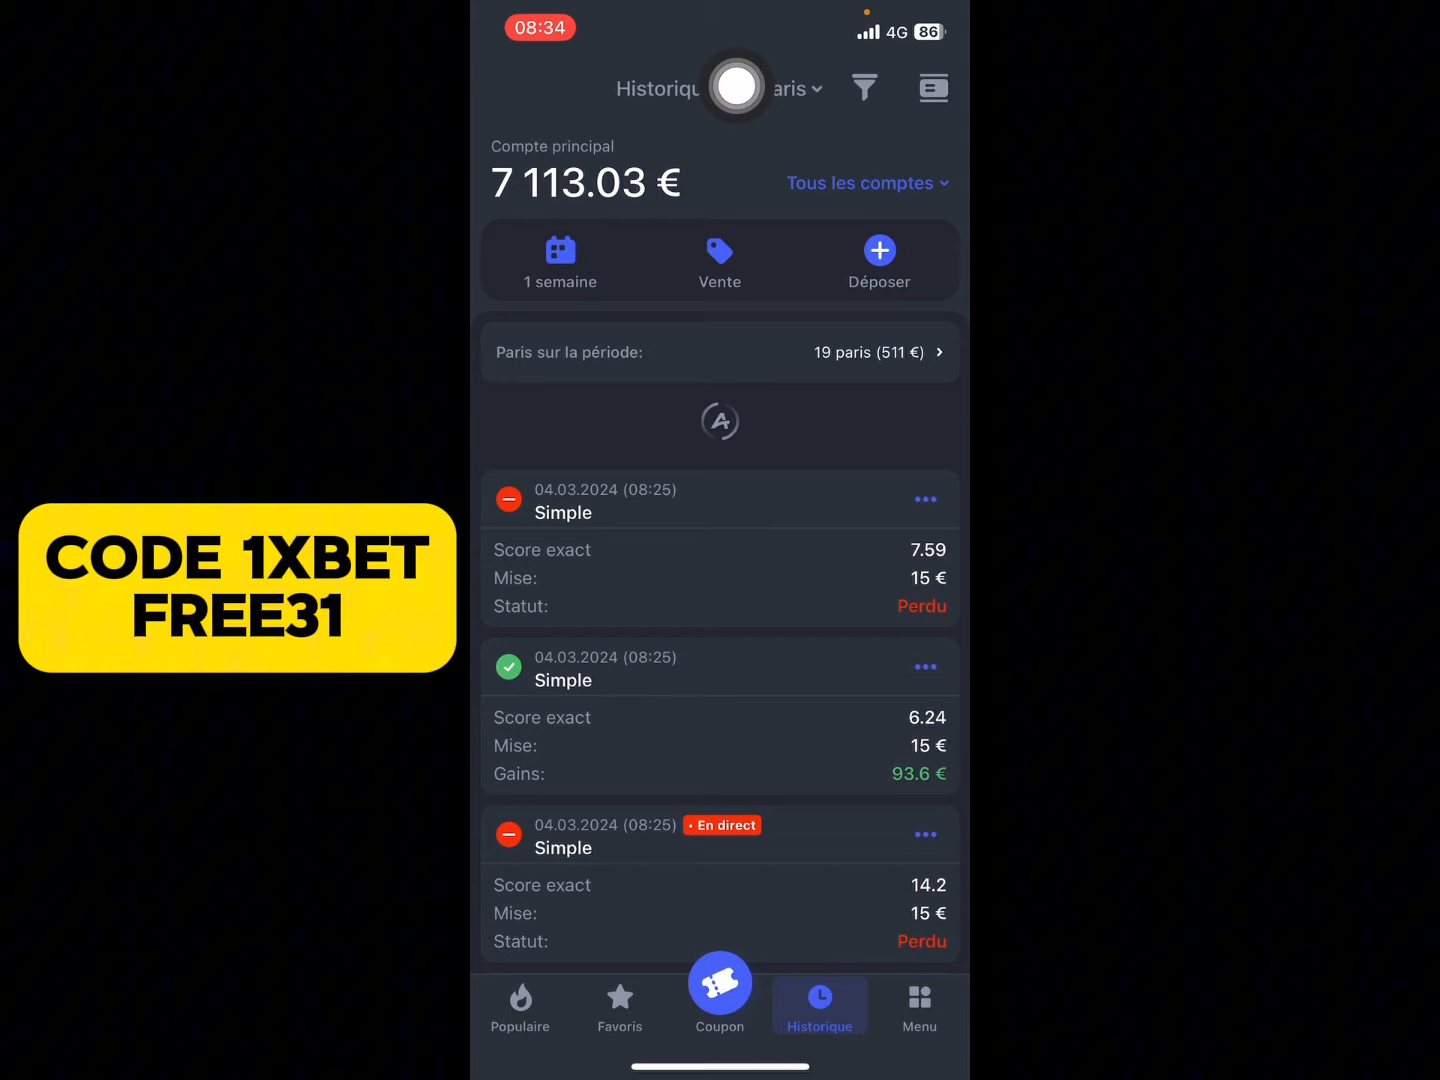 08:34
4G 86
Compte principal
7 113.03 €
Tous les comptes
1 semaine
Vente
Déposer
Paris sur la période:
19 paris (511 €)
04.03.2024 (08:25)
Simple
Score exact
7.59
Mise:
15 €
Statut:
Perdu
04.03.2024 (08:25)
Simple
Score exact
6.24
Mise:
15 €
Gains:
93.6 €
04.03.2024 (08:25)
• En direct
Simple
Score exact
14.2
Mise:
15 €
Statut:
Perdu
Populaire
Favoris
Coupon
Historique
Menu
CODE 1XBET
FREE31